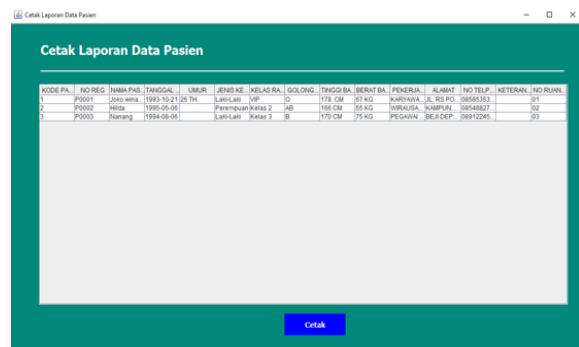 Cetak Laporan Data Pasien
Cetak Laporan Data Pasien
KODE PA... NO REG NAMA PAS... TANGGAL ... UMUR JENIS KE... KELAS RA... GOLONG... TINGGI BA... BERAT BA... PEKERJA... ALAMAT NO TELP... KETERAN... NO RUAN...
1 P0001 Joko wina... 1993-10-21 26 TH Laki-Laki VIP O 178 CM 67 KG KARYAWA... JL. RS PO... 08585353... 01
2 P0002 Hilda 1995-05-06 Perempuan Kelas 2 AB 166 CM 55 KG WIRAUSA... KAMPUN... 08548827... 02
3 P0003 Nanang 1994-08-06 Laki-Laki Kelas 3 B 170 CM 75 KG PEGAWAI ... BEJI DEP... 08912245... 03
Cetak